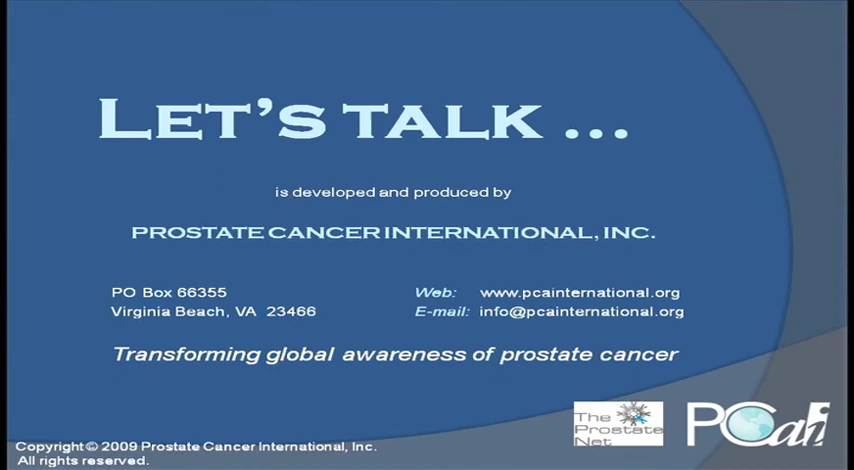 LET'S TALK ...
is developed and produced by
PROSTATE CANCER INTERNATIONAL, INC.
PO Box 66355
Virginia Beach, VA 23466
Web: www.pcainternational.org
E-mail: info@pcainternational.org
Transforming global awareness of prostate cancer
The
Prostate
Net
PCai
Copyright © 2009 Prostate Cancer International, Inc.
All rights reserved.